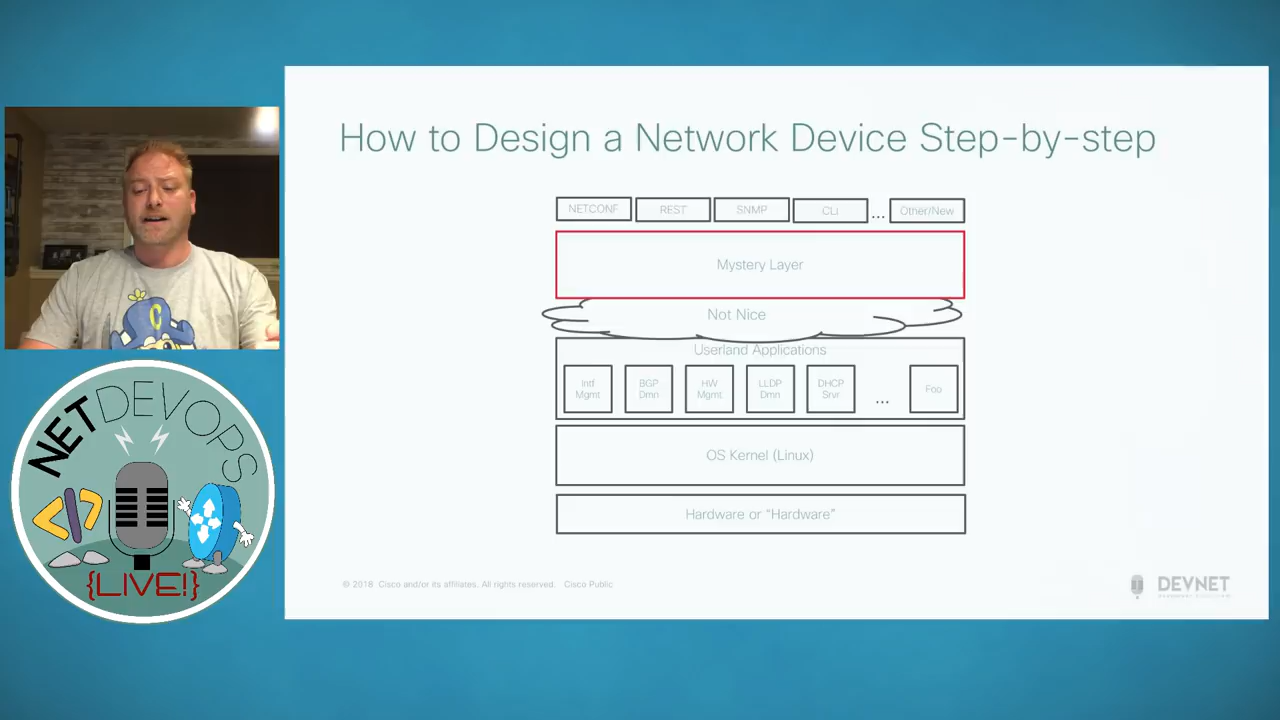 How to Design a Network Device Step-by-step
NETCONF
REST
SNMP
CLI
...
Other/New
Mystery Layer
Not Nice
Userland Applications
Intf
Mgmt
BGP
Dmn
HW
Mgmt
LLDP
Dmn
DHCP
Srvr
...
Foo
OS Kernel (Linux)
Hardware or “Hardware”
© 2018 Cisco and/or its affiliates. All rights reserved. Cisco Public
DEVNET
C
NETDEVOPS
</>
{LIVE!}